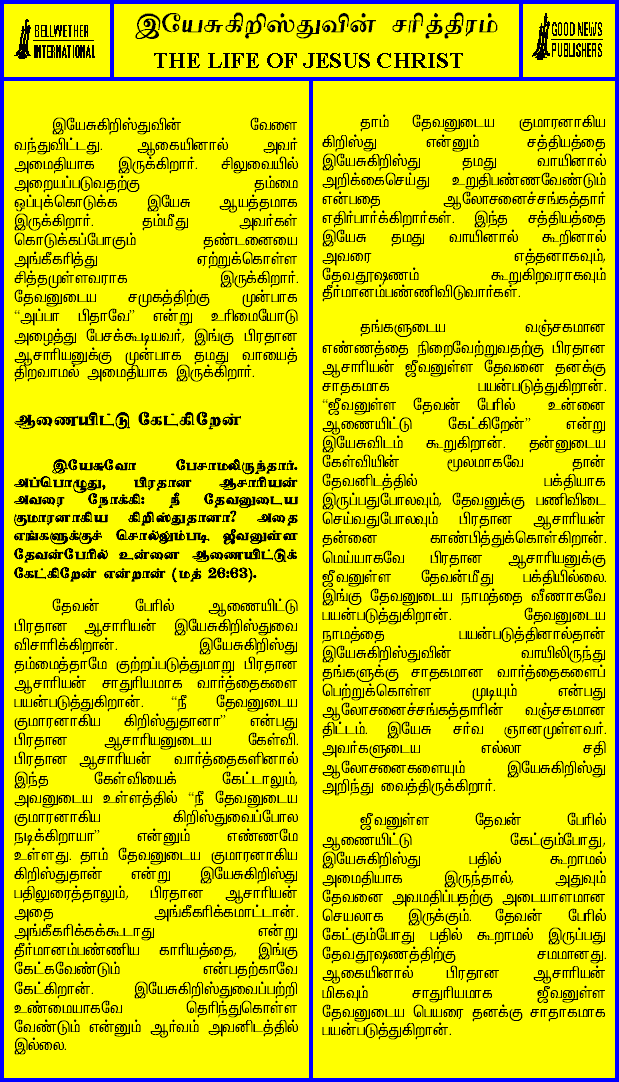 BELLWETHER
INTERNATIONAL
இயேசுகிறிஸ்துவின் சரித்திரம்
THE LIFE OF JESUS CHRIST
GOOD NEWS
PUBLISHERS
இயேசுகிறிஸ்துவின் வேளை
வந்துவிட்டது. ஆகையினால் அவர்
அமைதியாக இருக்கிறார். சிலுவையில்
அறையப்படுவதற்கு தம்மை
ஒப்புக்கொடுக்க இயேசு ஆயத்தமாக
இருக்கிறார். தம்மீது அவர்கள்
கொடுக்கப்போகும் தண்டனையை
அங்கீகரித்து ஏற்றுக்கொள்ள
சித்தமுள்ளவராக இருக்கிறார்.
தேவனுடைய சமுகத்திற்கு முன்பாக
“அப்பா பிதாவே” என்று உரிமையோடு
அழைத்து பேசக்கூடியவர், இங்கு பிரதான
ஆசாரியனுக்கு முன்பாக தமது வாயைத்
திறவாமல் அமைதியாக இருக்கிறார்.
ஆணையிட்டு கேட்கிறேன்
இயேசுவோ பேசாமலிருந்தார்.
அப்பொழுது, பிரதான ஆசாரியன்
அவரை நோக்கி: நீ தேவனுடைய
குமாரனாகிய கிறிஸ்துதானா? அதை
எங்களுக்குச் சொல்லும்படி ஜீவனுள்ள
தேவன்பேரில் உன்னை ஆணையிட்டுக்
கேட்கிறேன் என்றான் (மத் 26:63).
தேவன் பேரில் ஆணையிட்டு
பிரதான ஆசாரியன் இயேசுகிறிஸ்துவை
விசாரிக்கிறான். இயேசுகிறிஸ்து
தம்மைத்தாமே குற்றப்படுத்துமாறு பிரதான
ஆசாரியன் சாதுரியமாக வார்த்தைகளை
பயன்படுத்துகிறான். “நீ தேவனுடைய
குமாரனாகிய கிறிஸ்துதானா” என்பது
பிரதான ஆசாரியனுடைய கேள்வி.
பிரதான ஆசாரியன் வார்த்தைகளினால்
இந்த கேள்வியைக் கேட்டாலும்,
அவனுடைய உள்ளத்தில் “நீ தேவனுடைய
குமாரனாகிய கிறிஸ்துவைப்போல
நடிக்கிறாயா” என்னும் எண்ணமே
உள்ளது. தாம் தேவனுடைய குமாரனாகிய
கிறிஸ்துதான் என்று இயேசுகிறிஸ்து
பதிலுரைத்தாலும், பிரதான ஆசாரியன்
அதை அங்கீகரிக்கமாட்டான்.
அங்கீகரிக்கக்கூடாது என்று
தீர்மானம்பண்ணிய காரியத்தை, இங்கு
கேட்கவேண்டும் என்பதற்காகவே
கேட்கிறான். இயேசுகிறிஸ்துவைப்பற்றி
உண்மையாகவே தெரிந்துகொள்ள
வேண்டும் என்னும் ஆர்வம் அவனிடத்தில்
இல்லை.
தாம் தேவனுடைய குமாரனாகிய
கிறிஸ்து என்னும் சத்தியத்தை
இயேசுகிறிஸ்து தமது வாயினால்
அறிக்கைசெய்து உறுதிபண்ணவேண்டும்
என்பதை ஆலோசனைச்சங்கத்தார்
எதிர்பார்க்கிறார்கள். இந்த சத்தியத்தை
இயேசு தமது வாயினால் கூறினால்
அவரை எத்தனாகவும்,
தேவதூஷணம் கூறுகிறவராகவும்
தீர்மானம்பண்ணிவிடுவார்கள்.
தங்களுடைய வஞ்சகமான
எண்ணத்தை நிறைவேற்றுவதற்கு பிரதான
ஆசாரியன் ஜீவனுள்ள தேவனை தனக்கு
சாதகமாக பயன்படுத்துகிறான்.
“ஜீவனுள்ள தேவன் பேரில் உன்னை
ஆணையிட்டு கேட்கிறேன்” என்று
இயேசுவிடம் கூறுகிறான். தன்னுடைய
கேள்வியின் மூலமாகவே தான்
தேவனிடத்தில் பக்தியாக
இருப்பதுபோலவும், தேவனுக்கு பணிவிடை
செய்வதுபோலவும் பிரதான ஆசாரியன்
தன்னை காண்பித்துக்கொள்கிறான்.
மெய்யாகவே பிரதான ஆசாரியனுக்கு
ஜீவனுள்ள தேவன்மீது பக்தியில்லை.
இங்கு தேவனுடைய நாமத்தை வீணாகவே
பயன்படுத்துகிறான். தேவனுடைய
நாமத்தை பயன்படுத்தினால்தான்
இயேசுகிறிஸ்துவின் வாயிலிருந்து
தங்களுக்கு சாதகமான வார்த்தைகளைப்
பெற்றுக்கொள்ள முடியும் என்பது
ஆலோசனைச்சங்கத்தாரின் வஞ்சகமான
திட்டம். இயேசு சர்வ ஞானமுள்ளவர்.
அவர்களுடைய எல்லா சதி
ஆலோசனைகளையும் இயேசுகிறிஸ்து
அறிந்து வைத்திருக்கிறார்.
ஜீவனுள்ள தேவன் பேரில்
ஆணையிட்டு கேட்கும்போது,
இயேசுகிறிஸ்து பதில் கூறாமல்
அமைதியாக இருந்தால், அதுவும்
தேவனை அவமதிப்பதற்கு அடையாளமான
செயலாக இருக்கும். தேவன் பேரில்
கேட்கும்போது பதில் கூறாமல் இருப்பது
தேவதூஷணத்திற்கு சமமானது.
ஆகையினால் பிரதான ஆசாரியன்
மிகவும் சாதுரியமாக ஜீவனுள்ள
தேவனுடைய பெயரை தனக்கு சாதாகமாக
பயன்படுத்துகிறான்.